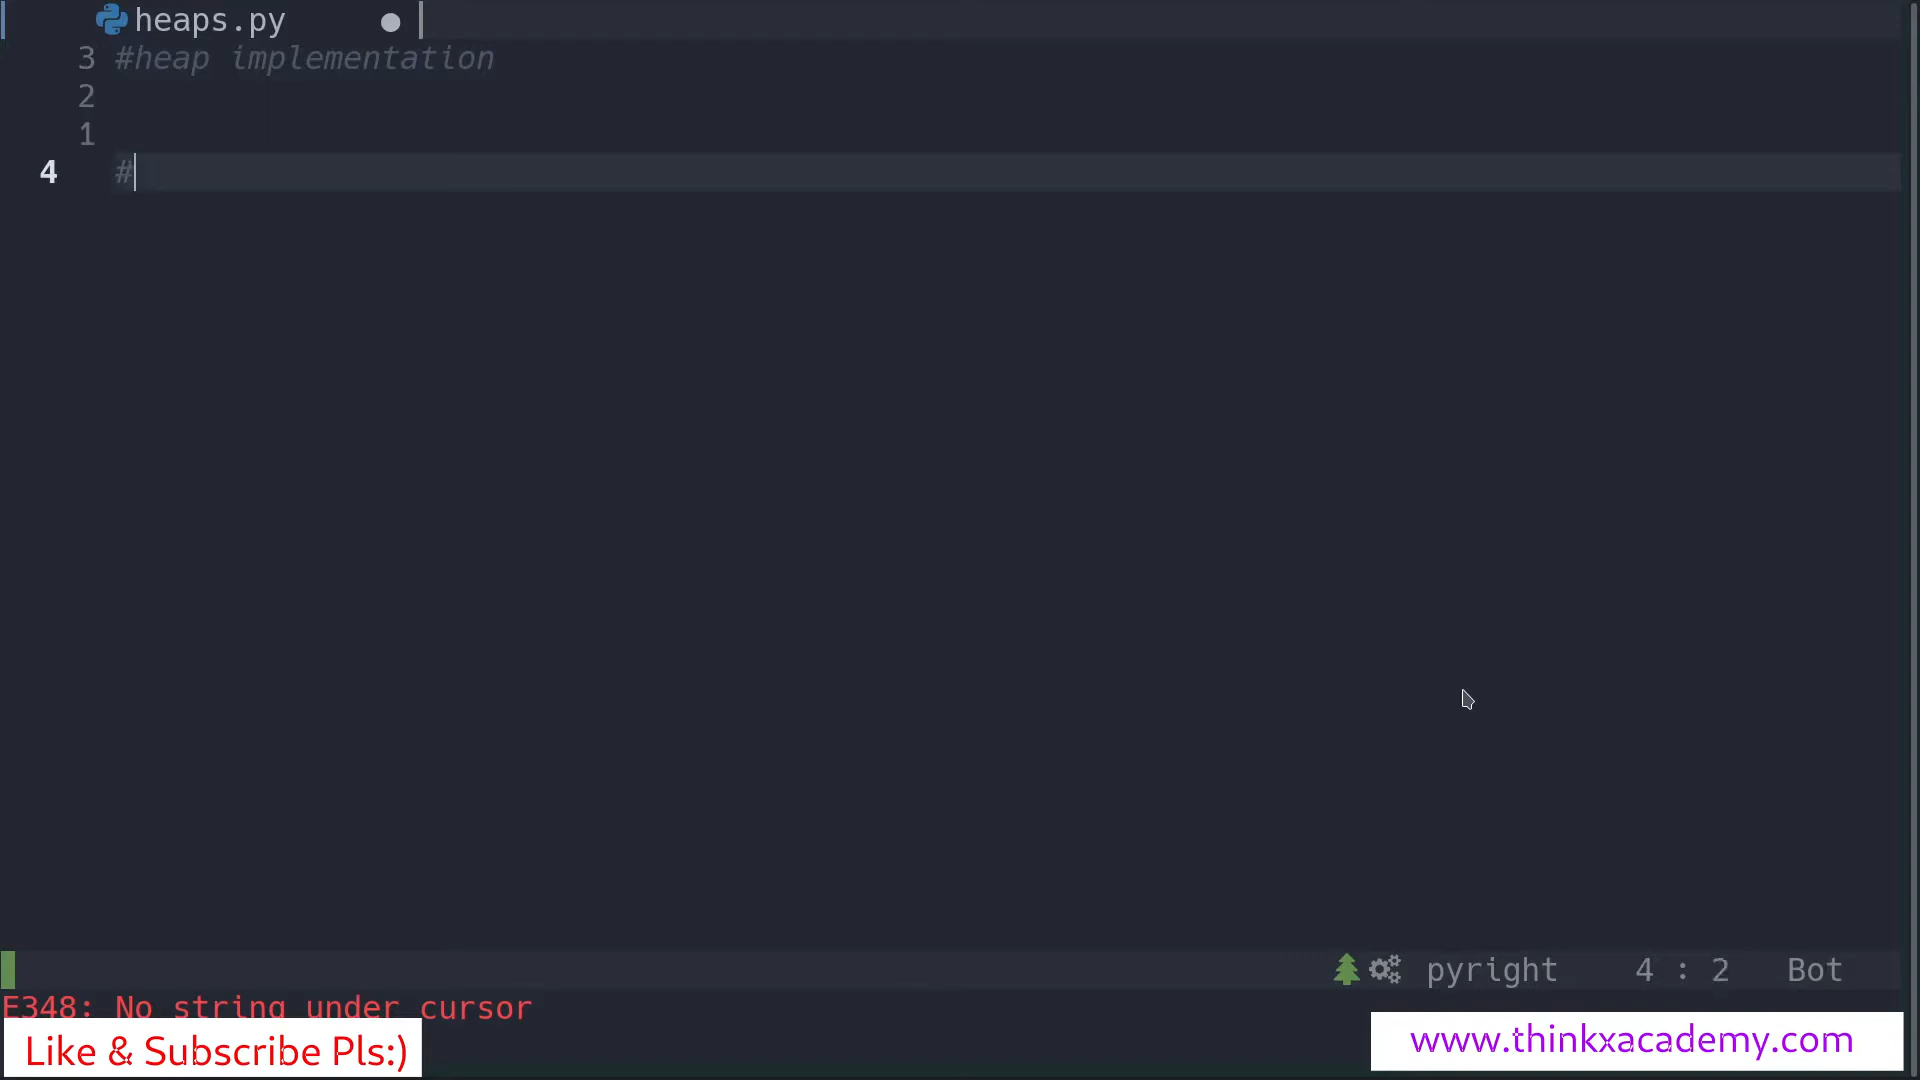 heaps.py
3 #heap implementation
2
1
4 #
pyright 4 : 2 Bot
E348: No string under cursor
Like & Subscribe Pls:)
www.thinkxacademy.com